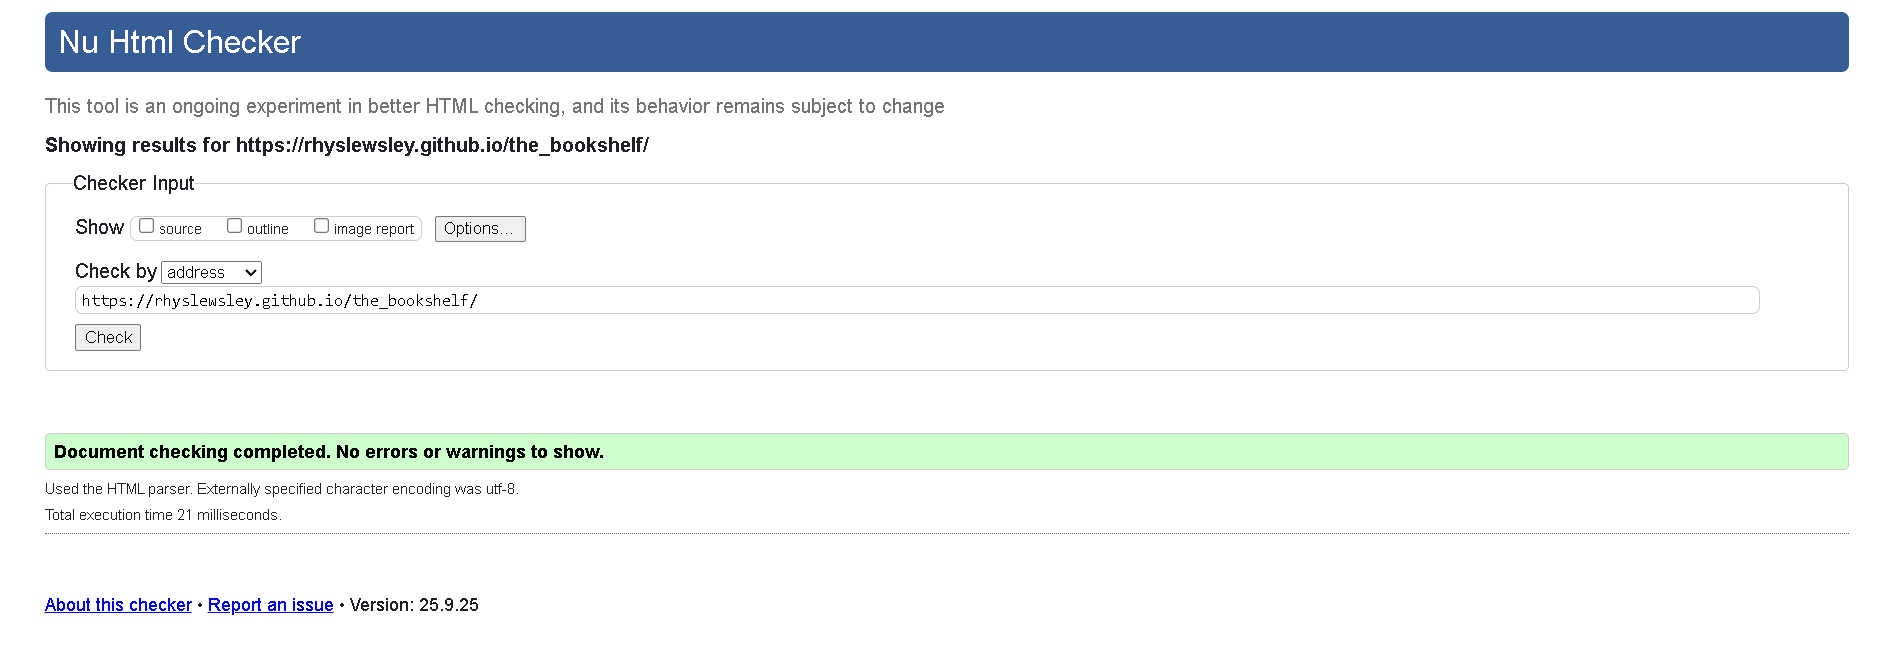 Nu Html Checker
This tool is an ongoing experiment in better HTML checking, and its behavior remains subject to change
Showing results for https://rhyslewsley.github.io/the_bookshelf/
Checker Input
Show source outline image report Options...
Check by address
https://rhyslewsley.github.io/the_bookshelf/
Check
Document checking completed. No errors or warnings to show.
Used the HTML parser. Externally specified character encoding was utf-8.
Total execution time 21 milliseconds.
About this checker • Report an issue • Version: 25.9.25